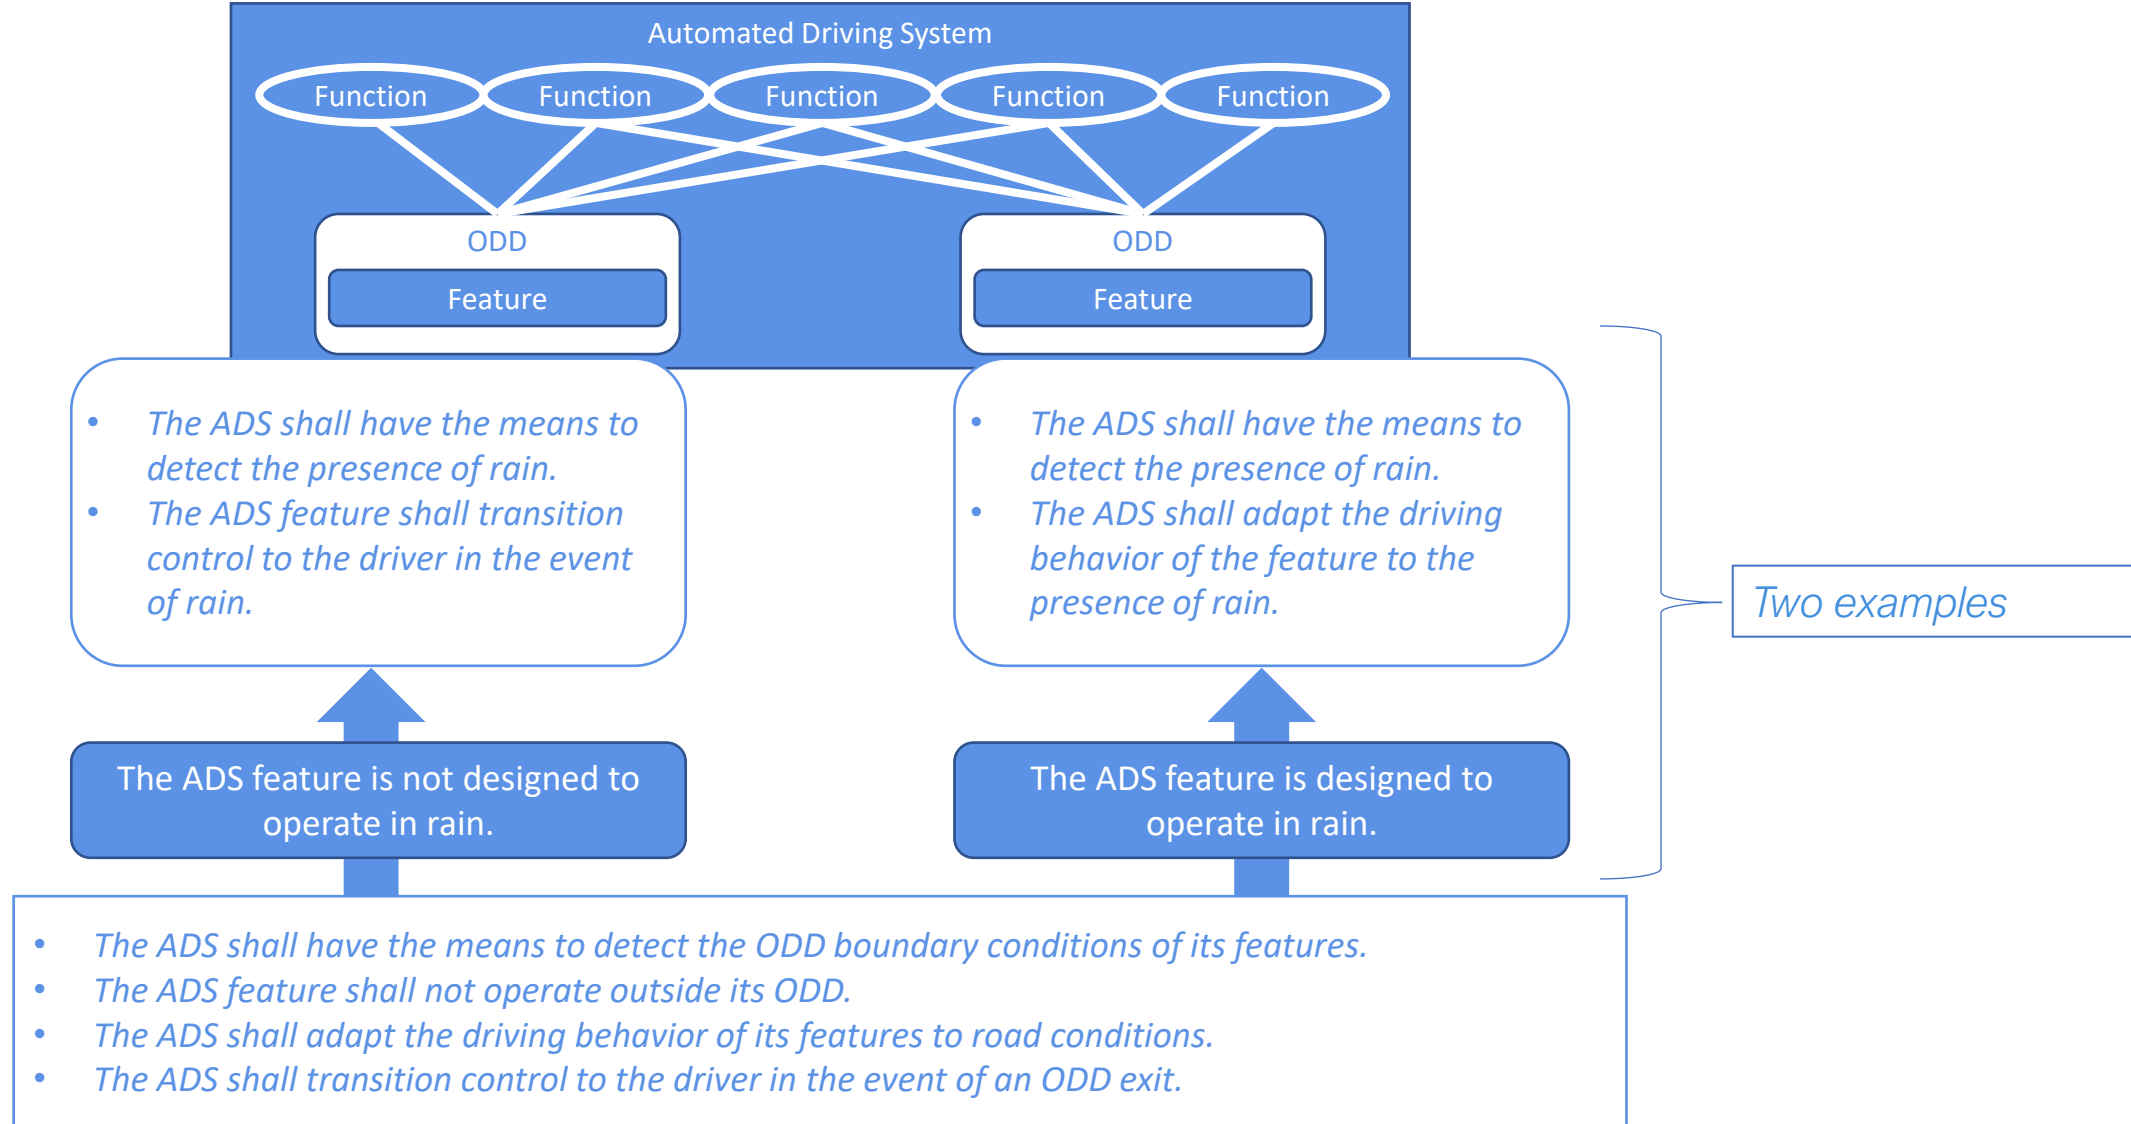 Automated Driving System
Function Function Function Function Function
ODD ODD
Feature Feature
• The ADS shall have the means to
detect the presence of rain.
• The ADS feature shall transition
control to the driver in the event
of rain.
• The ADS shall have the means to
detect the presence of rain.
• The ADS shall adapt the driving
behavior of the feature to the
presence of rain.
Two examples
The ADS feature is not designed to
operate in rain.
The ADS feature is designed to
operate in rain.
• The ADS shall have the means to detect the ODD boundary conditions of its features.
• The ADS feature shall not operate outside its ODD.
• The ADS shall adapt the driving behavior of its features to road conditions.
• The ADS shall transition control to the driver in the event of an ODD exit.